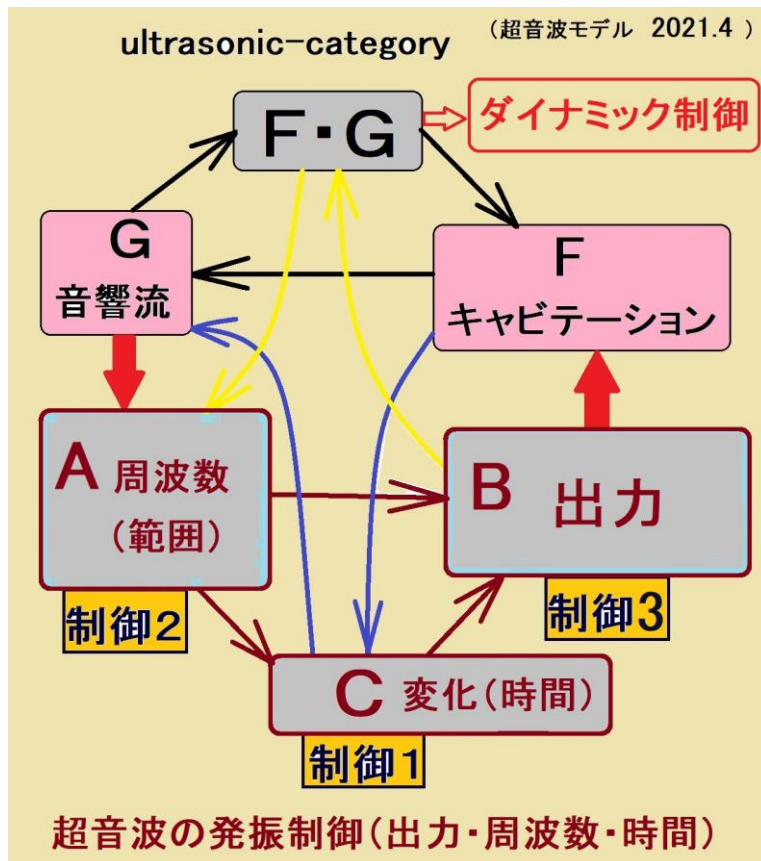 ultrasonic-category
（超音波モデル 2021.4 ）
F・G
ダイナミック制御
G
音響流
F
キャビテーション
A 周波数
(範囲)
B 出力
制御2
制御3
C 変化(時間)
制御1
超音波の発振制御(出力・周波数・時間)